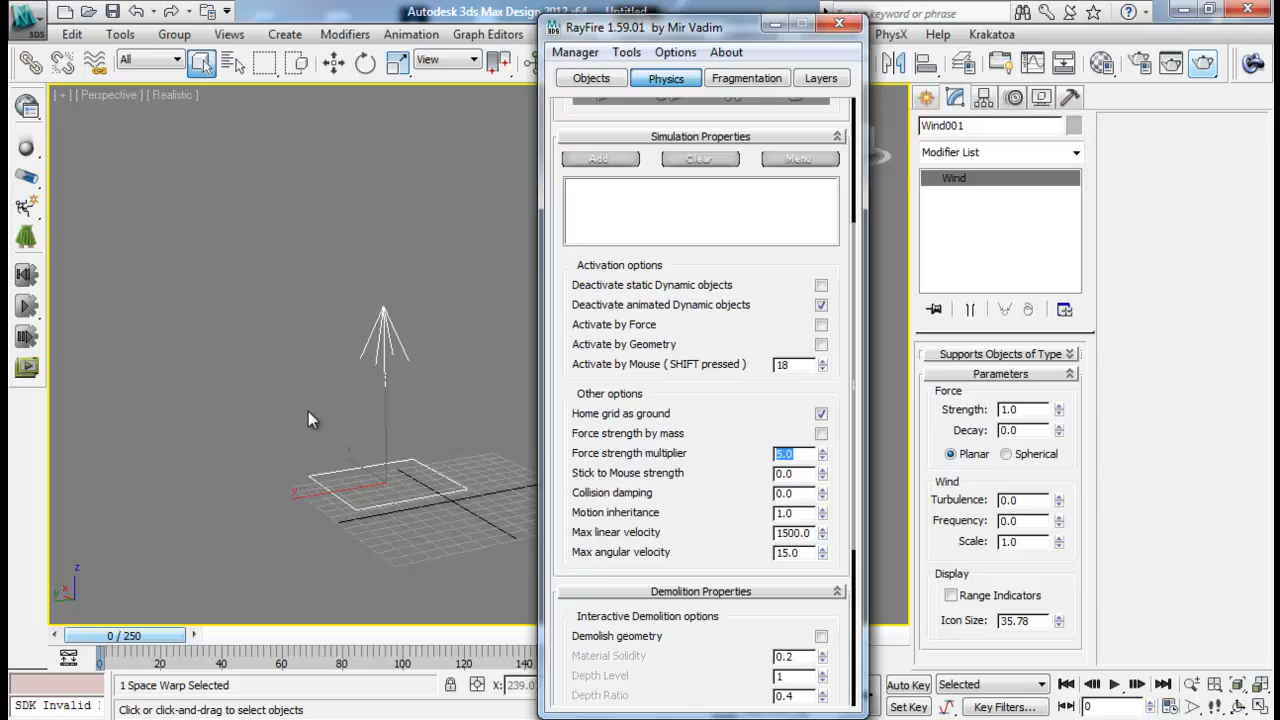 Autodesk 3ds Max Design 2012 x64 Untitled
RayFire 1.59.01 by Mir Vadim
Edit Tools Group Views Create Modifiers Animation Graph Editors
PhysX Help Krakatoa
Manager Tools Options About
All
View
Objects Physics Fragmentation Layers
[ + ] [ Perspective ] [ Realistic ]
Wind001
Modifier List
Wind
Simulation Properties
Add Clear Menu
Activation options
Deactivate static Dynamic objects
Deactivate animated Dynamic objects
Activate by Force
Activate by Geometry
Activate by Mouse ( SHIFT pressed ) 18
Other options
Home grid as ground
Force strength by mass
Force strength multiplier 5.0
Stick to Mouse strength 0.0
Collision damping 0.0
Motion inheritance 1.0
Max linear velocity 1500.0
Max angular velocity 15.0
Demolition Properties
Interactive Demolition options
Demolish geometry
Material Solidity 0.2
Depth Level 1
Depth Ratio 0.4
Supports Objects of Type
Parameters
Force
Strength: 1.0
Decay: 0.0
Planar Spherical
Wind
Turbulence: 0.0
Frequency: 0.0
Scale: 1.0
Display
Range Indicators
Icon Size: 35.78
z
x
y
0 / 250
0 20 40 60 80 100 120 140
1 Space Warp Selected
X: 239.0
Click or click-and-drag to select objects
SDK Invalid
Auto Key Selected
Set Key Key Filters...
0